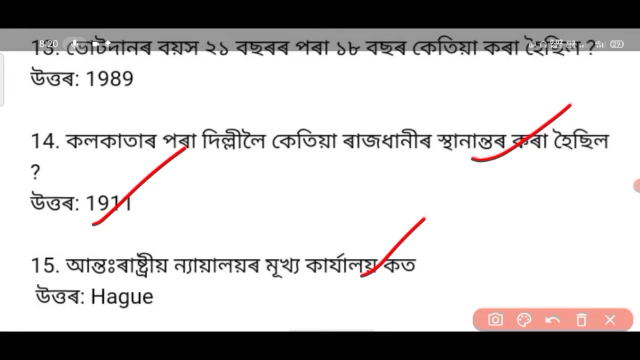 13. ভোটদানৰ বয়স ২১ বছৰৰ পৰা ১৮ বছৰ কেতিয়া কৰা হৈছিল ?
উত্তৰ: 1989
14. কলকাতাৰ পৰা দিল্লীলৈ কেতিয়া ৰাজধানীৰ স্থানান্তৰ কৰা হৈছিল
?
উত্তৰ: 1911
15. আন্তঃৰাষ্ট্ৰীয় ন্যায়ালয়ৰ মূখ্য কাৰ্যালয় কত
উত্তৰ: Hague